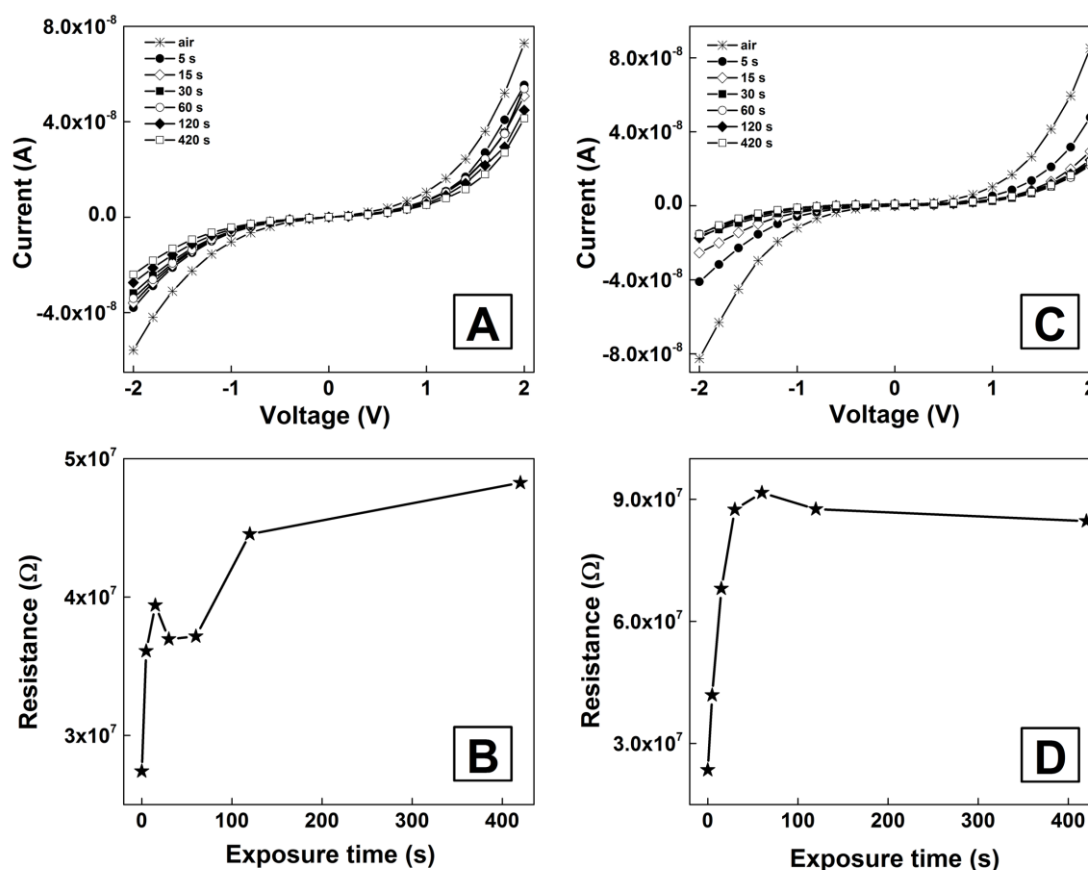 8.0x10⁻⁸
4.0x10⁻⁸
0.0
-4.0x10⁻⁸
Current (A)
air
5 s
15 s
30 s
60 s
120 s
420 s
A
-2 -1 0 1 2
Voltage (V)
8.0x10⁻⁸
4.0x10⁻⁸
0.0
-4.0x10⁻⁸
-8.0x10⁻⁸
Current (A)
air
5 s
15 s
30 s
60 s
120 s
420 s
C
-2 -1 0 1
Voltage (V)
5x10⁷
4x10⁷
3x10⁷
Resistance (Ω)
B
0 100 200 300 400
Exposure time (s)
9.0x10⁷
6.0x10⁷
3.0x10⁷
Resistance (Ω)
D
0 100 200 300 400
Exposure time (s)